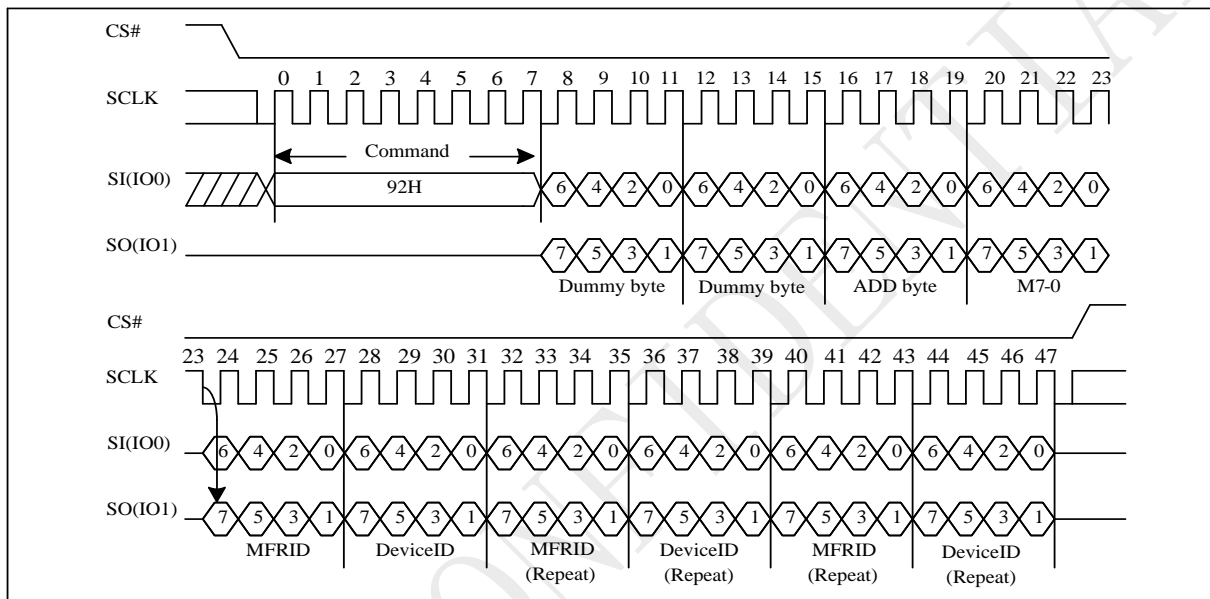 CS#
0 1 2 3 4 5 6 7 8 9 10 11 12 13 14 15 16 17 18 19 20 21 22 23
SCLK
Command
SI(IO0) 92H 6 4 2 0 6 4 2 0 6 4 2 0 6 4 2 0
SO(IO1) 7 5 3 1 7 5 3 1 7 5 3 1 7 5 3 1
Dummy byte Dummy byte ADD byte M7-0
CS#
23 24 25 26 27 28 29 30 31 32 33 34 35 36 37 38 39 40 41 42 43 44 45 46 47
SCLK
SI(IO0) 6 4 2 0 6 4 2 0 6 4 2 0 6 4 2 0 6 4 2 0 6 4 2 0
SO(IO1) 7 5 3 1 7 5 3 1 7 5 3 1 7 5 3 1 7 5 3 1 7 5 3 1
MFRID DeviceID MFRID DeviceID MFRID DeviceID
(Repeat) (Repeat) (Repeat) (Repeat)
ONFIDENTIA